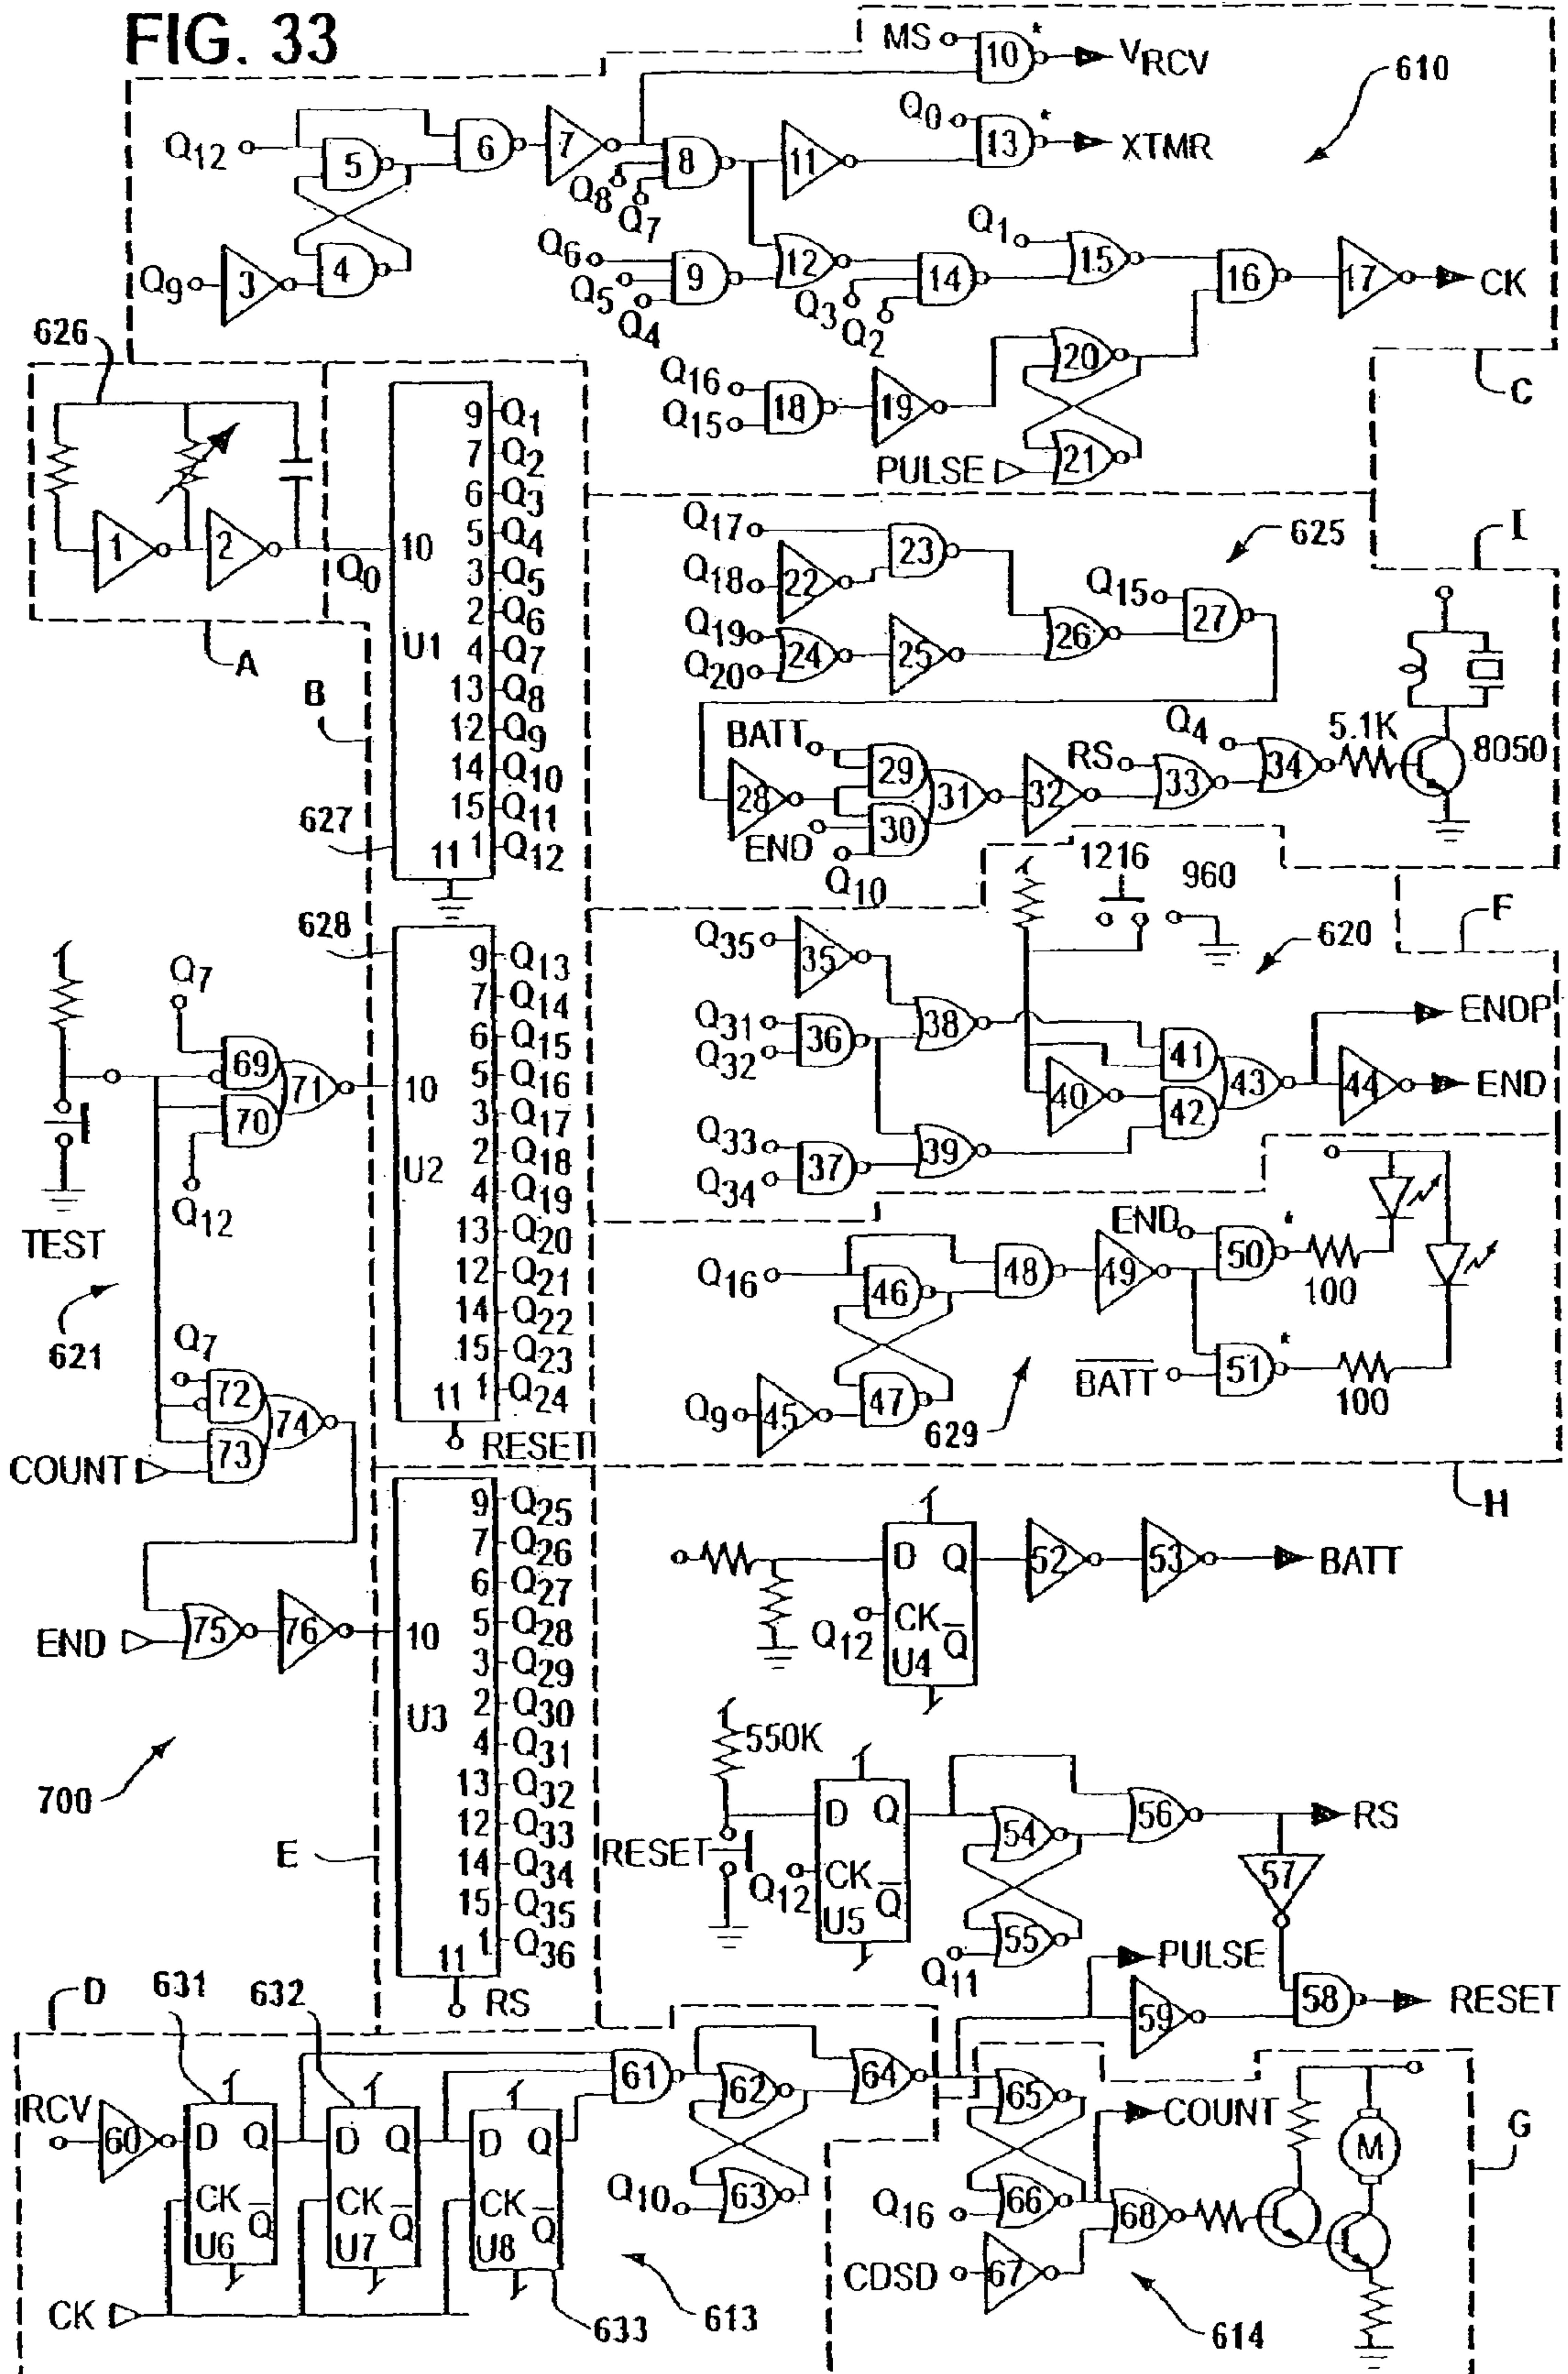 FIG. 33
MS 10 * VRCV
610
Q0 13 * XTMR
Q12 5 6 7 8 11
Q8
Q7
Q9 3 4
Q6
Q5 9 12 14
Q4
Q3
Q2
Q1 15 16 17 CK
Q16
Q15 18 19 20
PULSE 21
C
626
1 2
Q0
A
B
10
U1
9 Q1
7 Q2
6 Q3
5 Q4
3 Q5
2 Q6
4 Q7
13 Q8
12 Q9
14 Q10
15 Q11
1 Q12
11
627
Q17 23
Q18 22
625
I
Q19
Q20 24 25 26
Q15 27
BATT
28 29 31 32
END 30
Q10
RS 33
Q4 34
5.1K
8050
1216
960
F
620
Q35 35
Q31
Q32 36 38
Q33
Q34 37 39
40 41 42 43 44
ENDP
END
628
10
U2
9 Q13
7 Q14
6 Q15
5 Q16
3 Q17
2 Q18
4 Q19
13 Q20
12 Q21
14 Q22
15 Q23
1 Q24
11
RESET
Q7
69
70 71
Q12
TEST
621
Q7
72
73 74
COUNT
END 75 76
700
Q16 46 48 49
END 50 *
100
BATT 51 *
100
Q9 45 47
629
H
10
U3
9 Q25
7 Q26
6 Q27
5 Q28
3 Q29
2 Q30
4 Q31
13 Q32
12 Q33
14 Q34
15 Q35
1 Q36
11
RS
E
D Q
CK Q
U4
Q12
52 53 BATT
550K
RESET
D Q
CK Q
U5
Q12
54 56 RS
55
Q11
57
PULSE
59 58 RESET
D
631
632
RCV 60
D Q
CK Q
U6
D Q
CK Q
U7
D Q
CK Q
U8
CK
633
613
61 62 64
Q10 63
65
COUNT
Q16 66 68
CDSD 67
614
M
G